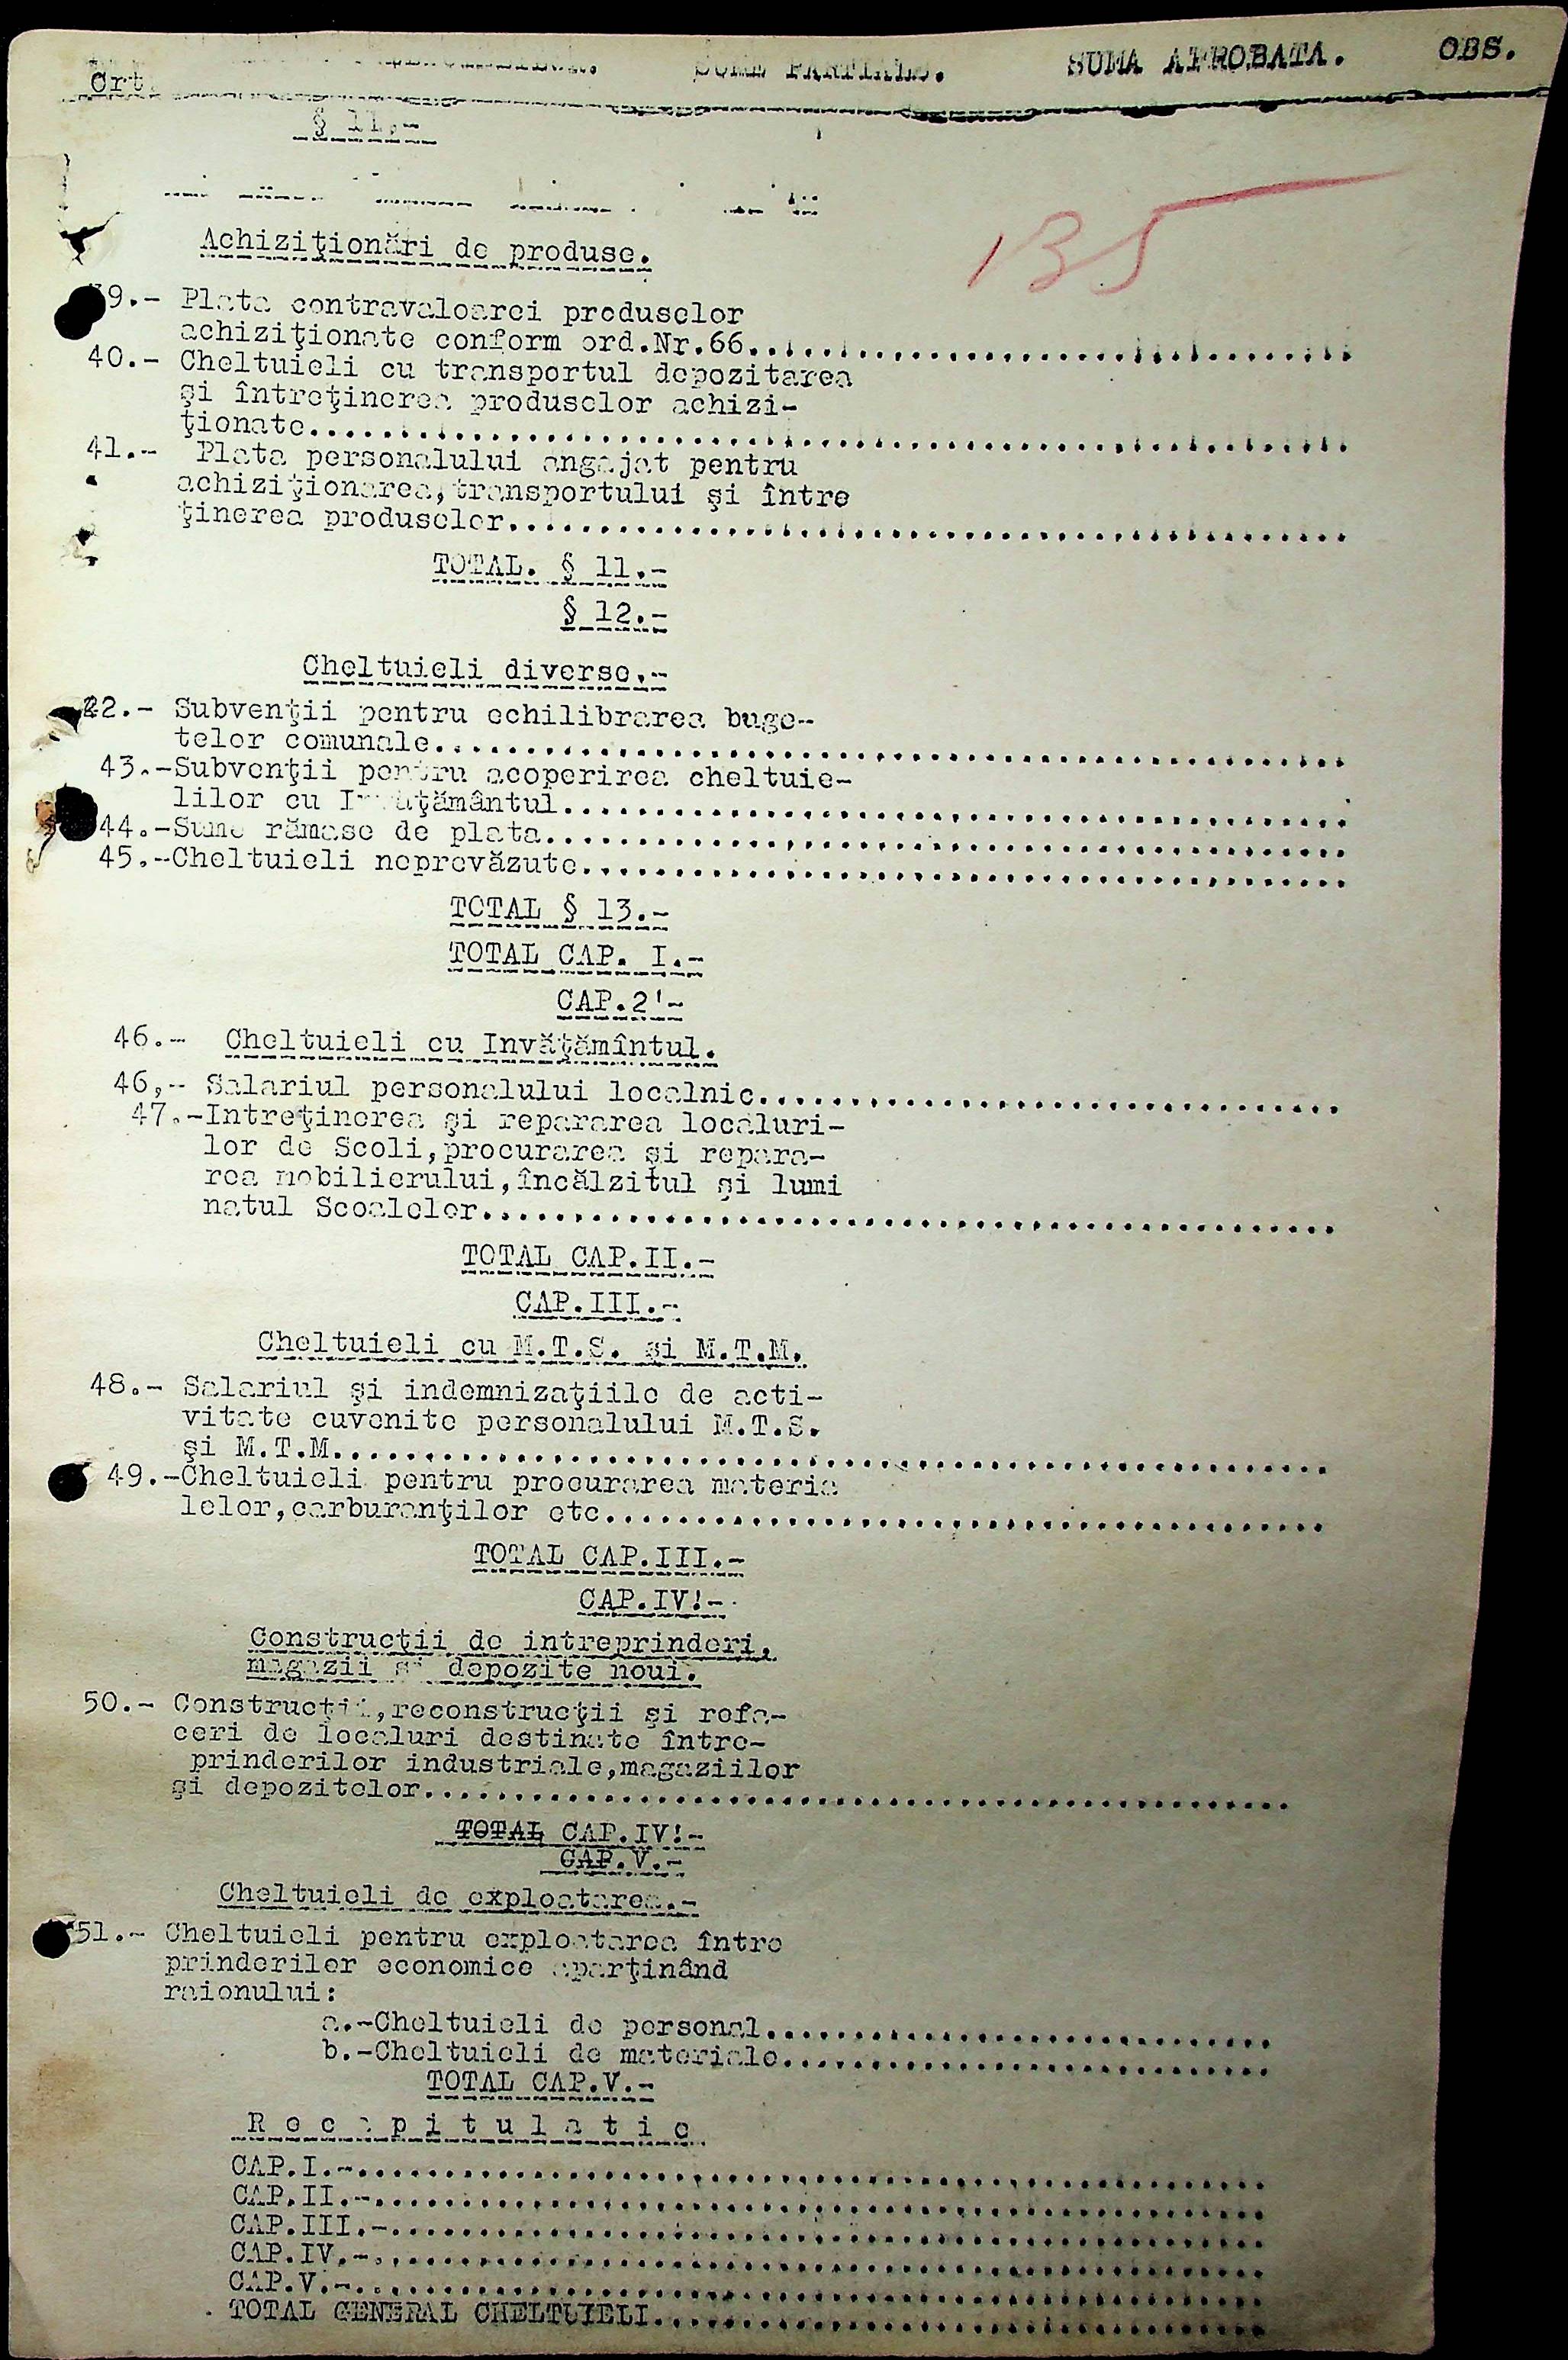 Crt. SUME PARTIALE. SUMA APROBATA. OBS.
§ 11.-
135
Achiziţionări de produse.
39.- Plata contravaloarei produselor
achiziţionate conform ord.Nr.66..................................
40.- Cheltuieli cu transportul depozitarea
şi întreţinerea produselor achizi-
ţionate..................................
41.- Plata personalului angajat pentru
achiziţionarea,transportului şi între
ţinerea produselor..................................
TOTAL. § 11.-
§ 12.-
Cheltuieli diverse.-
22.- Subvenţii pentru echilibrarea buge-
telor comunale..................................
43.-Subvenţii pentru acoperirea cheltuie-
lilor cu Invăţământul..................................
44.-Sume rămase de plata..................................
45.-Cheltuieli neprevăzute..................................
TOTAL § 13.-
TOTAL CAP. I.-
CAP.2'-
46.- Cheltuieli cu Invăţămîntul.
46,- Salariul personalului localnic..................................
47.-Intreţinerea şi repararea localuri-
lor de Scoli,procurarea şi repara-
rea mobilierului,încălzitul şi lumi
natul Scoalelor..................................
TOTAL CAP.II.-
CAP.III.-
Cheltuieli cu M.T.S. şi M.T.M.
48.- Salariul şi indemnizaţiile de acti-
vitate cuvenite personalului M.T.S.
şi M.T.M..................................
49.-Cheltuieli pentru procurarea materia
lelor,carburanţilor etc..................................
TOTAL CAP.III.-
CAP.IV!-
Construcţii de intreprinderi,
magazii si depozite noui.
50.- Construcţii,reconstrucţii şi refa-
ceri de localuri destinate între-
prinderilor industriale,magaziilor
şi depozitelor..................................
TOTAL CAP.IV!-
CAP.V.-
Cheltuieli de exploatarea.-
51.- Cheltuieli pentru exploatarea între
prinderilor economice aparţinând
raionului:
a.-Cheltuieli de personal..................................
b.-Cheltuieli de materiale..................................
TOTAL CAP.V.-
R e c a p i t u l a t i e
CAP.I.-..................................
CAP.II.-..................................
CAP.III.-..................................
CAP.IV.-..................................
CAP.V.-..................................
TOTAL GENERAL CHELTUIELI..................................